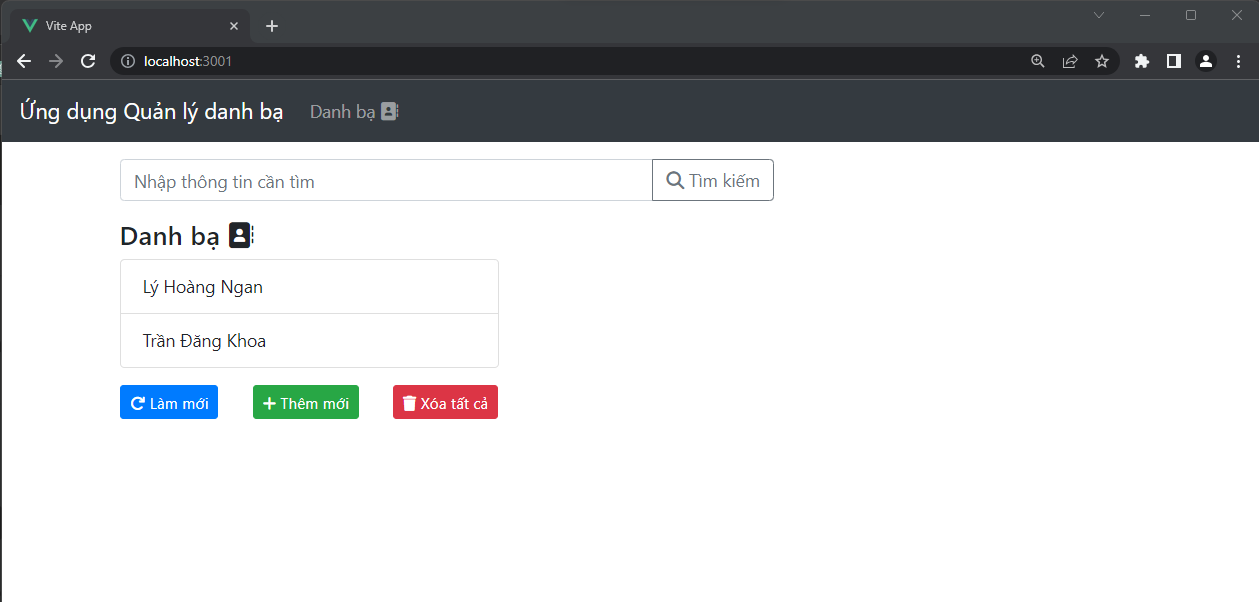 Vite App
localhost:3001
Ứng dụng Quản lý danh bạ Danh bạ
Nhập thông tin cần tìm Tìm kiếm
Danh bạ
Lý Hoàng Ngan
Trần Đăng Khoa
Làm mới Thêm mới Xóa tất cả